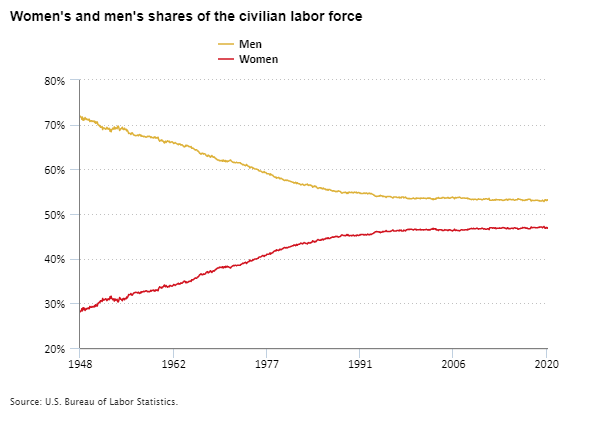 Women's and men's shares of the civilian labor force
Men
Women
80%
70%
60%
50%
40%
30%
20%
1948 1962 1977 1991 2006 2020
Source: U.S. Bureau of Labor Statistics.